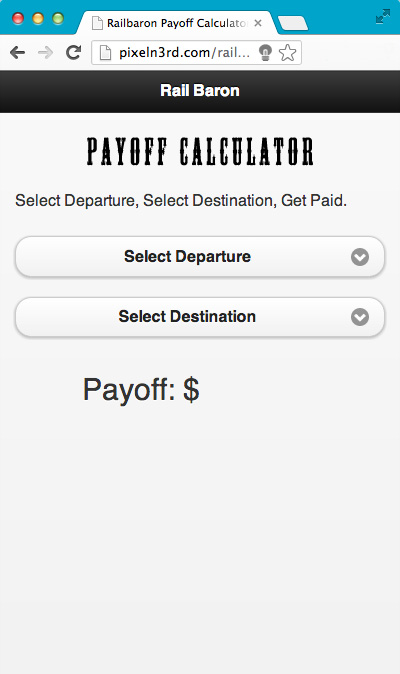 Railbaron Payoff Calculato
pixeln3rd.com/rail...
Rail Baron
PAYOFF CALCULATOR
Select Departure, Select Destination, Get Paid.
Select Departure
Select Destination
Payoff: $